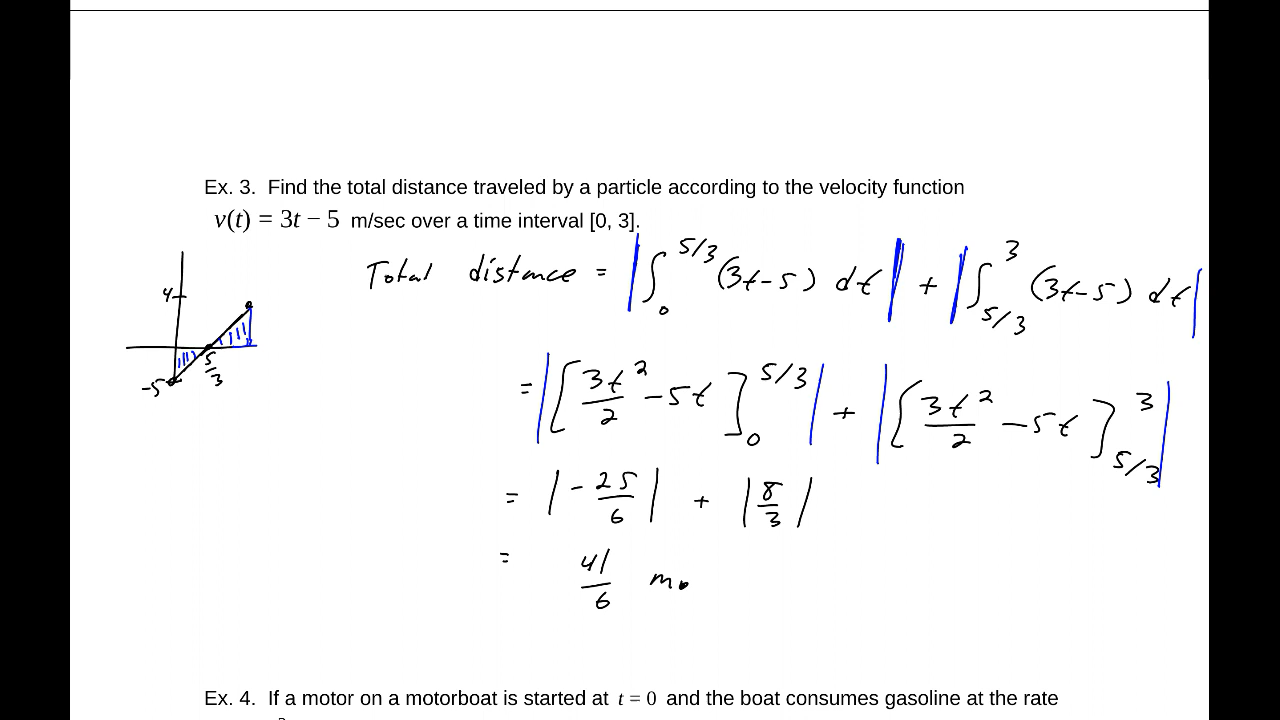 Ex. 3. Find the total distance traveled by a particle according to the velocity function
v(t) = 3t − 5 m/sec over a time interval [0, 3].
Total distance = |∫₀^{5/3} (3t-5) dt| + |∫_{5/3}^{3} (3t-5) dt|
4
-5
5/3
= |[3t²/2 - 5t]₀^{5/3}| + |[3t²/2 - 5t]_{5/3}^{3}|
= |-25/6| + |8/3|
= 41/6 m.
Ex. 4. If a motor on a motorboat is started at t = 0 and the boat consumes gasoline at the rate